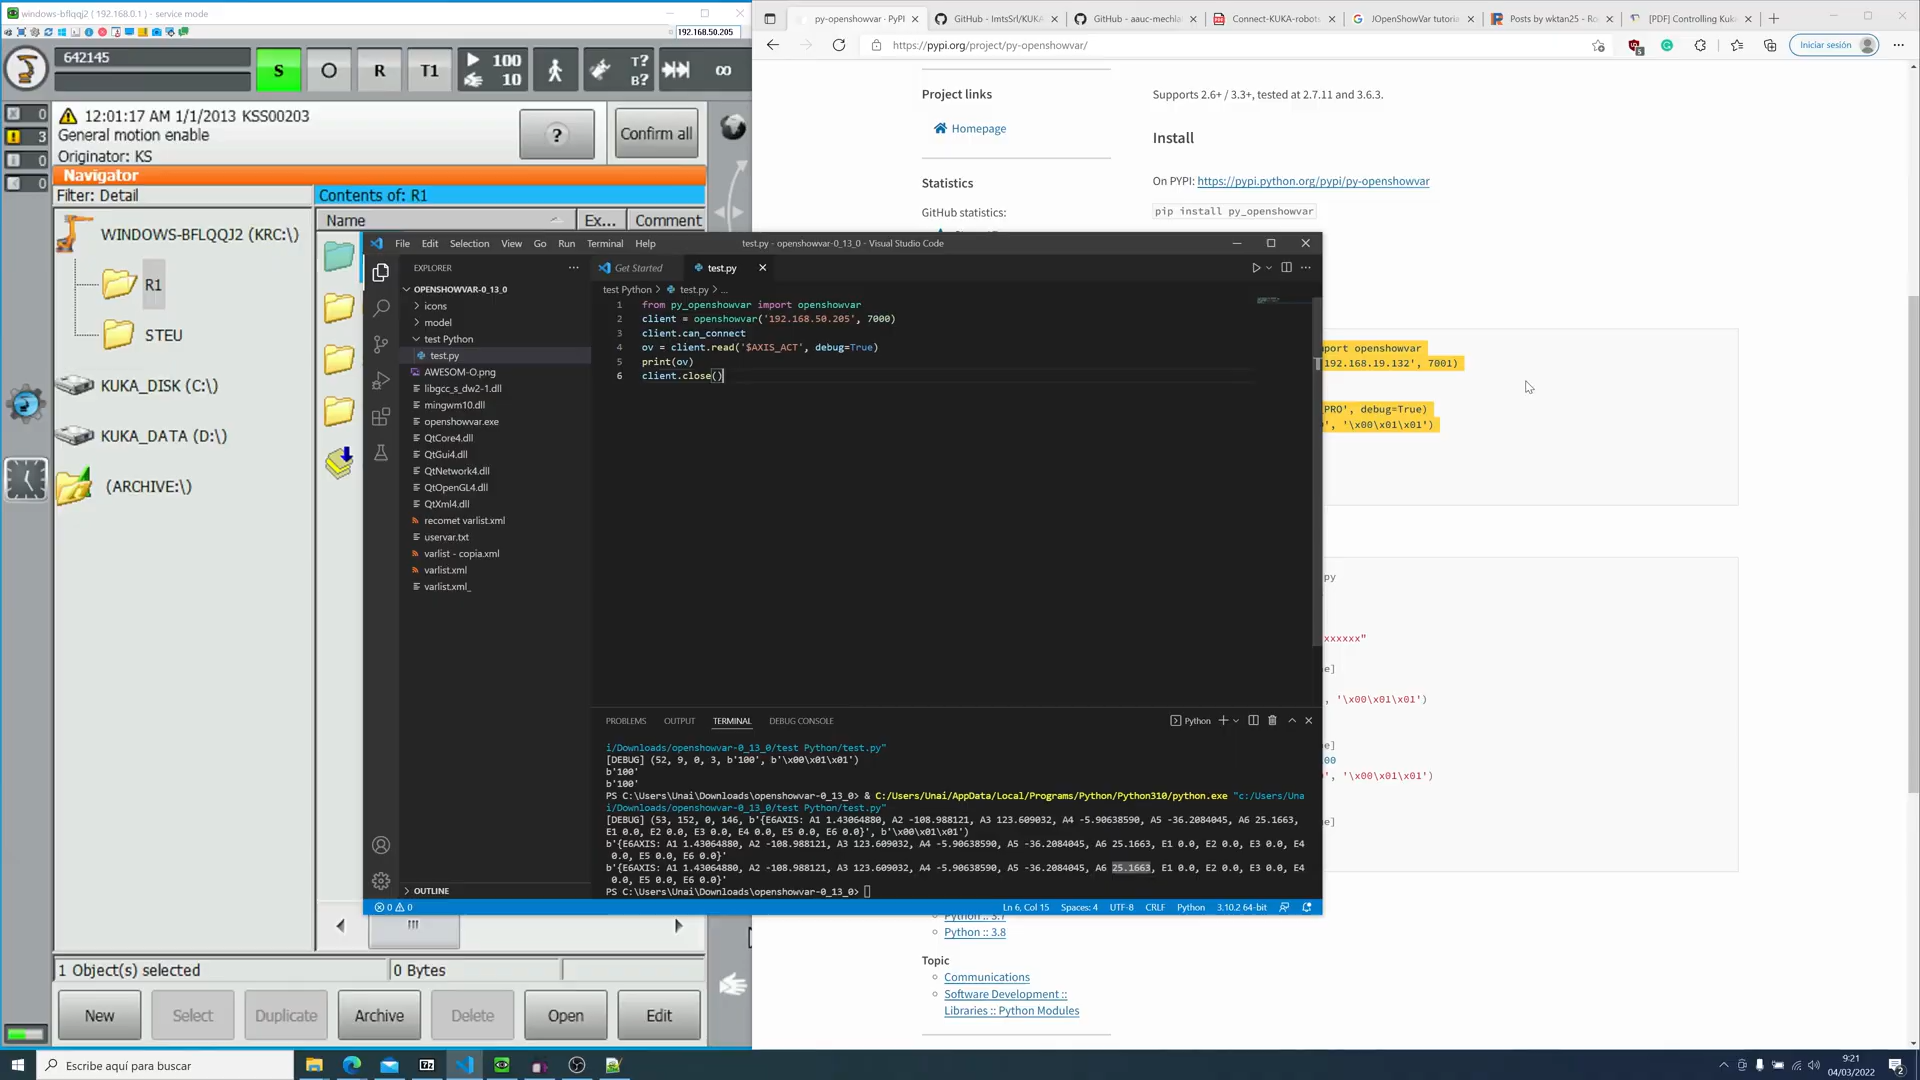 windows-bflqqj2 ( 192.168.0.1 ) - service mode
192.168.50.205
642145
S
O
R
T1
100
10
T?
B?
∞
0
3
0
0
12:01:17 AM 1/1/2013 KSS00203
General motion enable
Originator: KS
?
Confirm all
Navigator
Filter: Detail
Contents of: R1
Name
Ex...
Comment
WINDOWS-BFLQQJ2 (KRC:\)
R1
STEU
KUKA_DISK (C:\)
KUKA_DATA (D:\)
(ARCHIVE:\)
1 Object(s) selected
0 Bytes
New
Select
Duplicate
Archive
Delete
Open
Edit
py-openshowvar · PyPI
GitHub - ImtsSrl/KUKA
GitHub - aauc-mechla
Connect-KUKA-robots
JOpenShowVar tutoria
Posts by wktan25 - Ro
[PDF] Controlling Kuka
https://pypi.org/project/py-openshowvar/
Iniciar sesión
Project links
Homepage
Statistics
GitHub statistics:
Supports 2.6+ / 3.3+, tested at 2.7.11 and 3.6.3.
Install
On PYPI: https://pypi.python.org/pypi/py-openshowvar
pip install py_openshowvar
File Edit Selection View Go Run Terminal Help
test.py - openshowvar-0_13_0 - Visual Studio Code
EXPLORER
OPENSHOWVAR-0_13_0
icons
model
test Python
test.py
AWESOM-O.png
libgcc_s_dw2-1.dll
mingwm10.dll
openshowvar.exe
QtCore4.dll
QtGui4.dll
QtNetwork4.dll
QtOpenGL4.dll
QtXml4.dll
recomet varlist.xml
uservar.txt
varlist - copia.xml
varlist.xml
varlist.xml_
OUTLINE
Get Started
test.py
test Python > test.py > ...
1 from py_openshowvar import openshowvar
2 client = openshowvar('192.168.50.205', 7000)
3 client.can_connect
4 ov = client.read('$AXIS_ACT', debug=True)
5 print(ov)
6 client.close()
PROBLEMS OUTPUT TERMINAL DEBUG CONSOLE
Python
i/Downloads/openshowvar-0_13_0/test Python/test.py"
[DEBUG] (52, 9, 0, 3, b'100', b'\x00\x01\x01')
b'100'
b'100'
PS C:\Users\Unai\Downloads\openshowvar-0_13_0> & C:/Users/Unai/AppData/Local/Programs/Python/Python310/python.exe "c:/Users/Una
i/Downloads/openshowvar-0_13_0/test Python/test.py"
[DEBUG] (53, 152, 0, 146, b'{E6AXIS: A1 1.43064880, A2 -108.988121, A3 123.609032, A4 -5.90638590, A5 -36.2084045, A6 25.1663,
E1 0.0, E2 0.0, E3 0.0, E4 0.0, E5 0.0, E6 0.0}', b'\x00\x01\x01')
b'{E6AXIS: A1 1.43064880, A2 -108.988121, A3 123.609032, A4 -5.90638590, A5 -36.2084045, A6 25.1663, E1 0.0, E2 0.0, E3 0.0, E4
0.0, E5 0.0, E6 0.0}'
b'{E6AXIS: A1 1.43064880, A2 -108.988121, A3 123.609032, A4 -5.90638590, A5 -36.2084045, A6 25.1663, E1 0.0, E2 0.0, E3 0.0, E4
0.0, E5 0.0, E6 0.0}'
PS C:\Users\Unai\Downloads\openshowvar-0_13_0>
0 0
Ln 6, Col 15 Spaces: 4 UTF-8 CRLF Python 3.10.2 64-bit
port openshowvar
192.168.19.132', 7001)
PRO', debug=True)
', '\x00\x01\x01')
py
xxxxxx"
e]
, '\x00\x01\x01')
e]
00
', '\x00\x01\x01')
e]
Python :: 3.7
Python :: 3.8
Topic
Communications
Software Development ::
Libraries :: Python Modules
Escribe aquí para buscar
9:21
04/03/2022
2